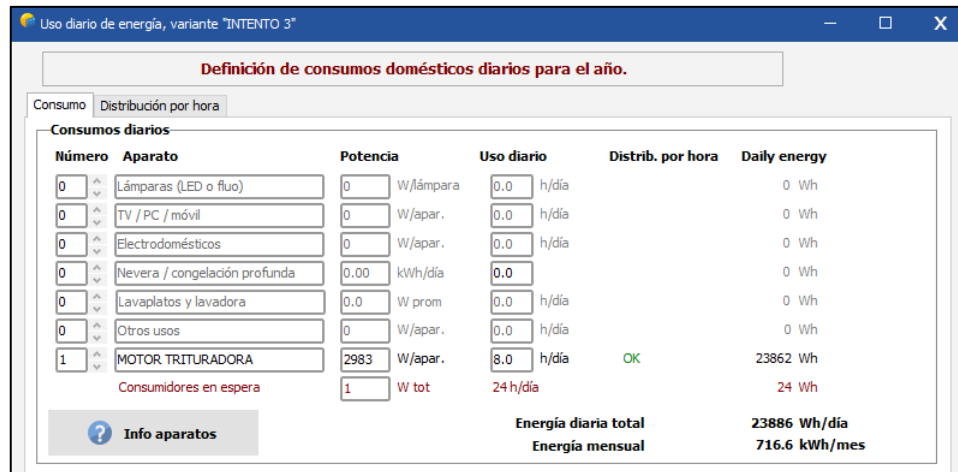 Uso diario de energía, variante "INTENTO 3"
Definición de consumos domésticos diarios para el año.
Consumo Distribución por hora
Consumos diarios
Número Aparato Potencia Uso diario Distrib. por hora Daily energy
0 Lámparas (LED o fluo) 0 W/lámpara 0.0 h/día 0 Wh
0 TV / PC / móvil 0 W/apar. 0.0 h/día 0 Wh
0 Electrodomésticos 0 W/apar. 0.0 h/día 0 Wh
0 Nevera / congelación profunda 0.00 kWh/día 0.0 0 Wh
0 Lavaplatos y lavadora 0.0 W prom 0.0 h/día 0 Wh
0 Otros usos 0 W/apar. 0.0 h/día 0 Wh
1 MOTOR TRITURADORA 2983 W/apar. 8.0 h/día OK 23862 Wh
Consumidores en espera 1 W tot 24 h/día 24 Wh
Info aparatos
Energía diaria total 23886 Wh/día
Energía mensual 716.6 kWh/mes